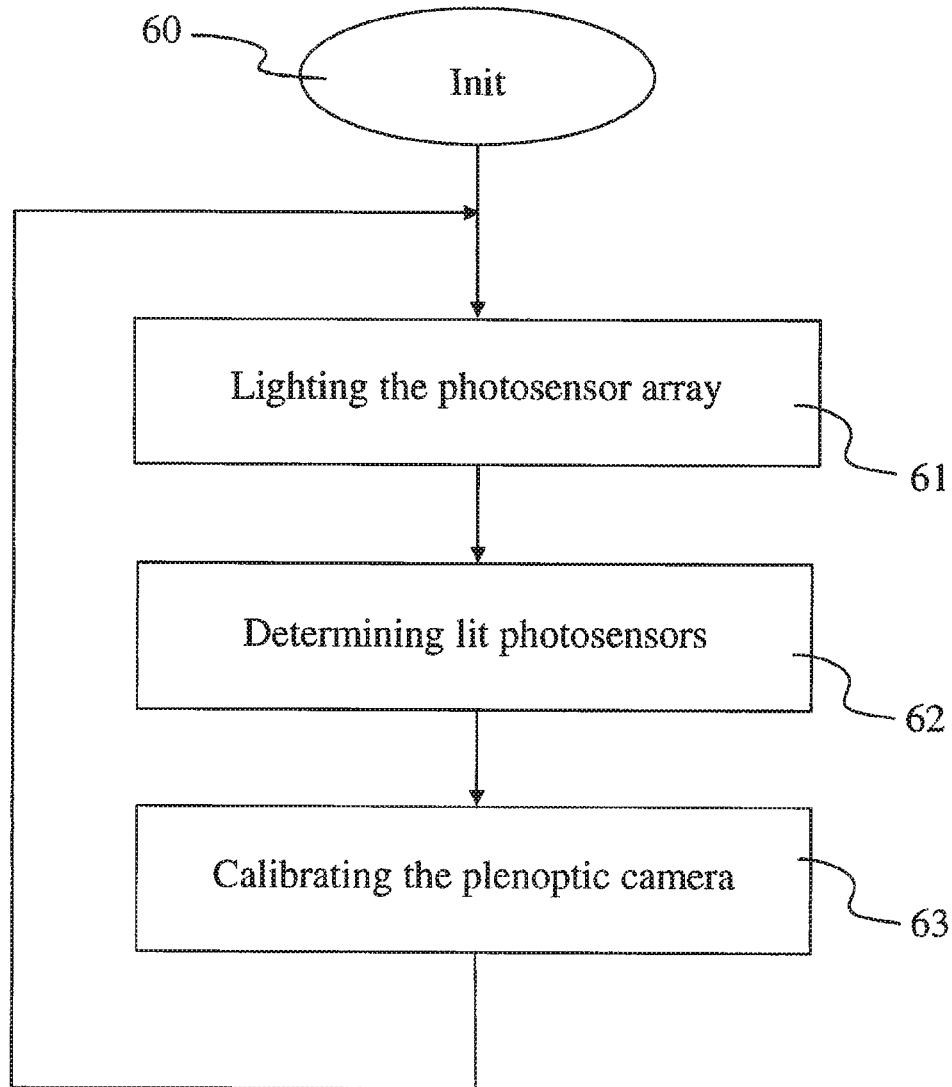 60
Init
Lighting the photosensor array
61
Determining lit photosensors
62
Calibrating the plenoptic camera
63